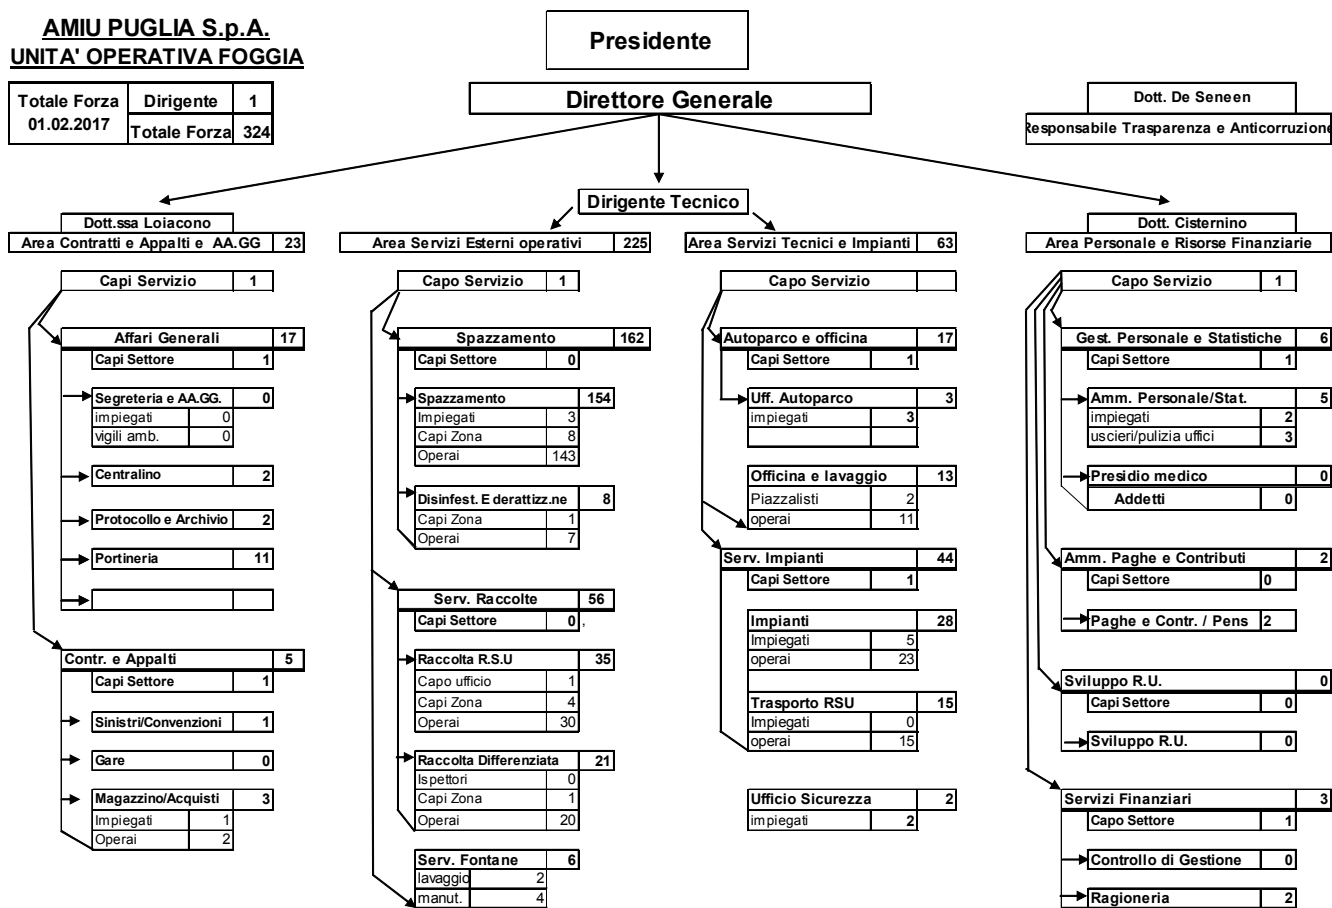 AMIU PUGLIA S.p.A.
UNITA' OPERATIVA FOGGIA
Totale Forza 01.02.2017
Dirigente 1
Totale Forza 324
Presidente
Direttore Generale
Dott. De Seneen
Responsabile Trasparenza e Anticorruzione
Dirigente Tecnico
Dott.ssa Loiacono
Area Contratti e Appalti e AA.GG 23
Capi Servizio 1
Affari Generali 17
Capi Settore 1
Segreteria e AA.GG. 0
impiegati 0
vigili amb. 0
Centralino 2
Protocollo e Archivio 2
Portineria 11
Contr. e Appalti 5
Capi Settore 1
Sinistri/Convenzioni 1
Gare 0
Magazzino/Acquisti 3
Impiegati 1
Operai 2
Area Servizi Esterni operativi 225
Capo Servizio 1
Spazzamento 162
Capi Settore 0
Spazzamento 154
Impiegati 3
Capi Zona 8
Operai 143
Disinfest. E derattizz.ne 8
Capi Zona 1
Operai 7
Serv. Raccolte 56
Capi Settore 0 ,
Raccolta R.S.U 35
Capo ufficio 1
Capi Zona 4
Operai 30
Raccolta Differenziata 21
Ispettori 0
Capi Zona 1
Operai 20
Serv. Fontane 6
lavaggio 2
manut. 4
Area Servizi Tecnici e Impianti 63
Capo Servizio
Autoparco e officina 17
Capi Settore 1
Uff. Autoparco 3
impiegati 3
Officina e lavaggio 13
Piazzalisti 2
operai 11
Serv. Impianti 44
Capi Settore 1
Impianti 28
Impiegati 5
operai 23
Trasporto RSU 15
Impiegati 0
operai 15
Ufficio Sicurezza 2
impiegati 2
Dott. Cisternino
Area Personale e Risorse Finanziarie
Capo Servizio 1
Gest. Personale e Statistiche 6
Capi Settore 1
Amm. Personale/Stat. 5
impiegati 2
uscieri/pulizia uffici 3
Presidio medico 0
Addetti 0
Amm. Paghe e Contributi 2
Capi Settore 0
Paghe e Contr. / Pens 2
Sviluppo R.U. 0
Capi Settore 0
Sviluppo R.U. 0
Servizi Finanziari 3
Capo Settore 1
Controllo di Gestione 0
Ragioneria 2